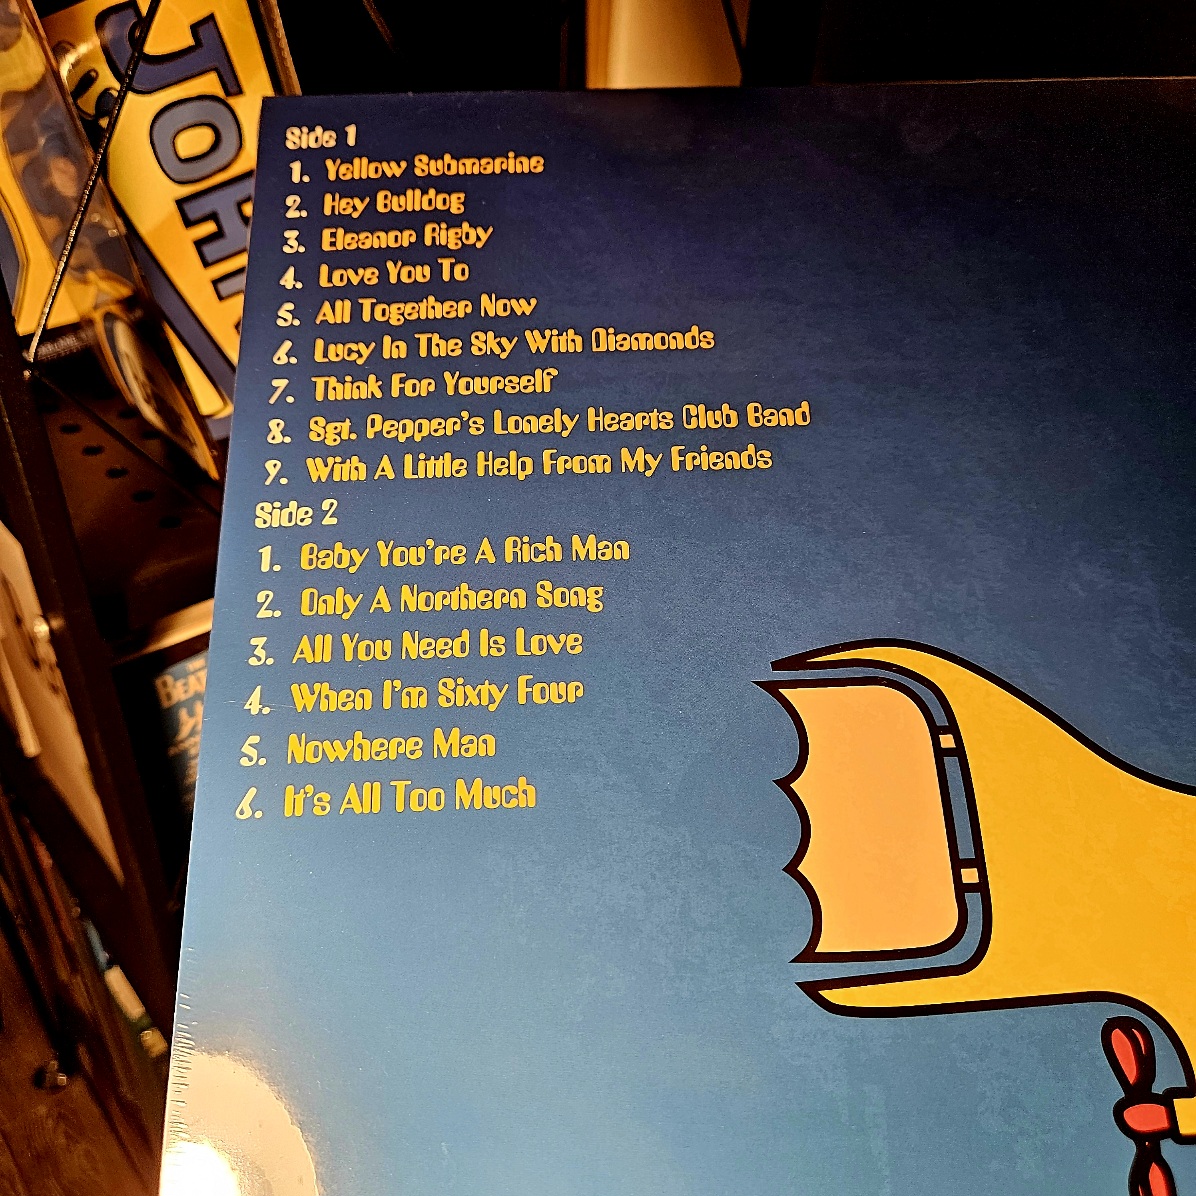 JOHN
Side 1
1. Yellow Submarine
2. Hey Bulldog
3. Eleanor Rigby
4. Love You To
5. All Together Now
6. Lucy In The Sky With Diamonds
7. Think For Yourself
8. Sgt. Pepper's Lonely Hearts Club Band
9. With A Little Help From My Friends
Side 2
1. Baby You're A Rich Man
2. Only A Northern Song
3. All You Need Is Love
4. When I'm Sixty Four
5. Nowhere Man
6. It's All Too Much